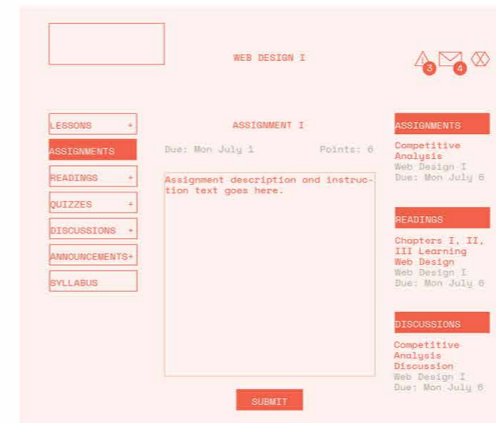 WEB DESIGN I
3
4
LESSONS +
ASSIGNMENTS
READINGS +
QUIZZES +
DISCUSSIONS +
ANNOUNCEMENTS+
SYLLABUS
ASSIGNMENT I
Due: Mon July 1 Points: 6
Assignment description and instruc-
tion text goes here.
SUBMIT
ASSIGNMENTS
Competitive
Analysis
Web Design I
Due: Mon July 6
READINGS
Chapters I, II,
III Learning
Web Design
Web Design I
Due: Mon July 6
DISCUSSIONS
Competitive
Analysis
Discussion
Web Design I
Due: Mon July 6